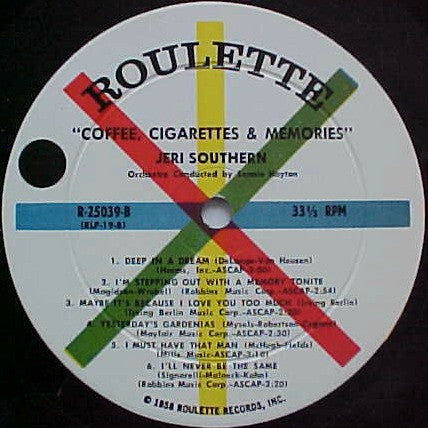 ROULETTE
"COFFEE, CIGARETTES & MEMORIES"
JERI SOUTHERN
Orchestra Conducted by Lennie Hayton
R-25039-B 33⅓ RPM
(RLP-19-B)
1. DEEP IN A DREAM (DeLange-Van Heusen)
(Harms, Inc.-ASCAP-3:00)
2. I'M STEPPING OUT WITH A MEMORY TONITE
(Magidson-Wrubel) (Robbins Music Corp.-ASCAP-2:54)
3. MAYBE IT'S BECAUSE I LOVE YOU TOO MUCH (Irving Berlin)
(Irving Berlin Music Corp.-ASCAP-2:20)
4. YESTERDAY'S GARDENIAS (Mysels-Robertson-Cogane)
(Mayfair Music Corp.-ASCAP-2:30)
5. I MUST HAVE THAT MAN (McHugh-Fields)
(Mills Music-ASCAP-3:10)
6. I'LL NEVER BE THE SAME
(Signorelli-Malneck-Kahn)
(Robbins Music Corp.-ASCAP-2:20)
© 1958 ROULETTE RECORDS, INC.